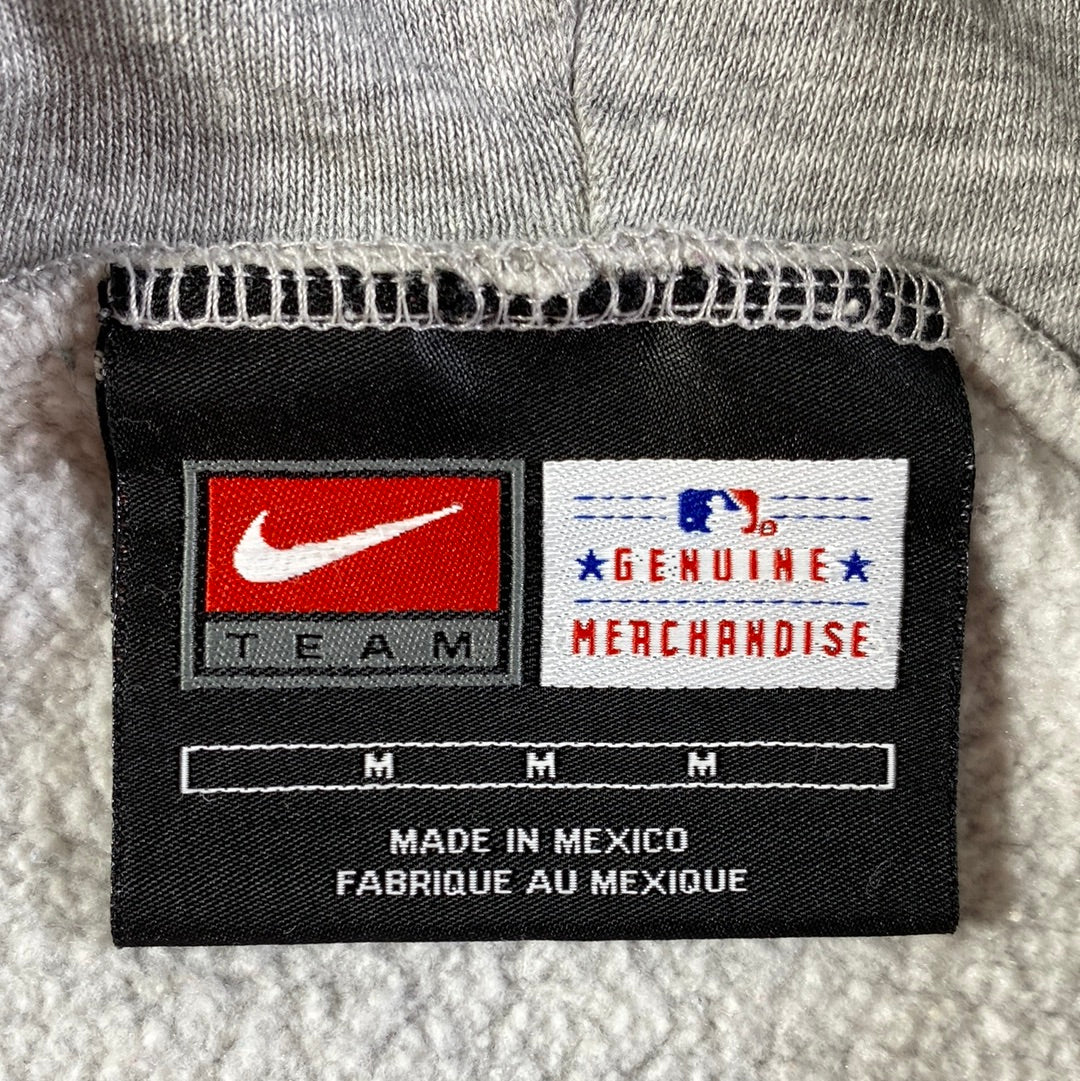 TEAM
GENUINE
MERCHANDISE
M M M
MADE IN MEXICO
FABRIQUE AU MEXIQUE